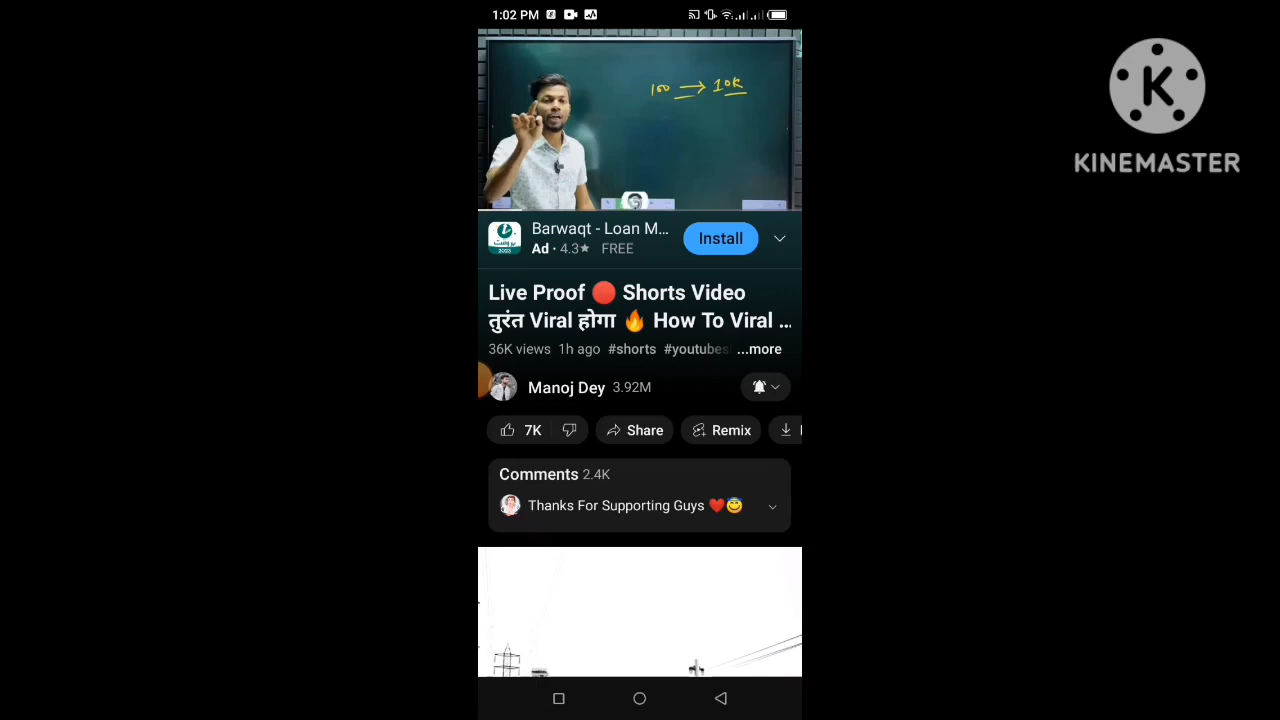 1:02 PM
100 → 10K
KINEMASTER
Barwaqt - Loan M...
Install
Ad · 4.3★ FREE
2023
Live Proof 🔴 Shorts Video
तुरंत Viral होगा 🔥 How To Viral ...
36K views 1h ago #shorts #youtubes ...more
Manoj Dey 3.92M
7K
Share
Remix
Comments 2.4K
Thanks For Supporting Guys ❤️😇